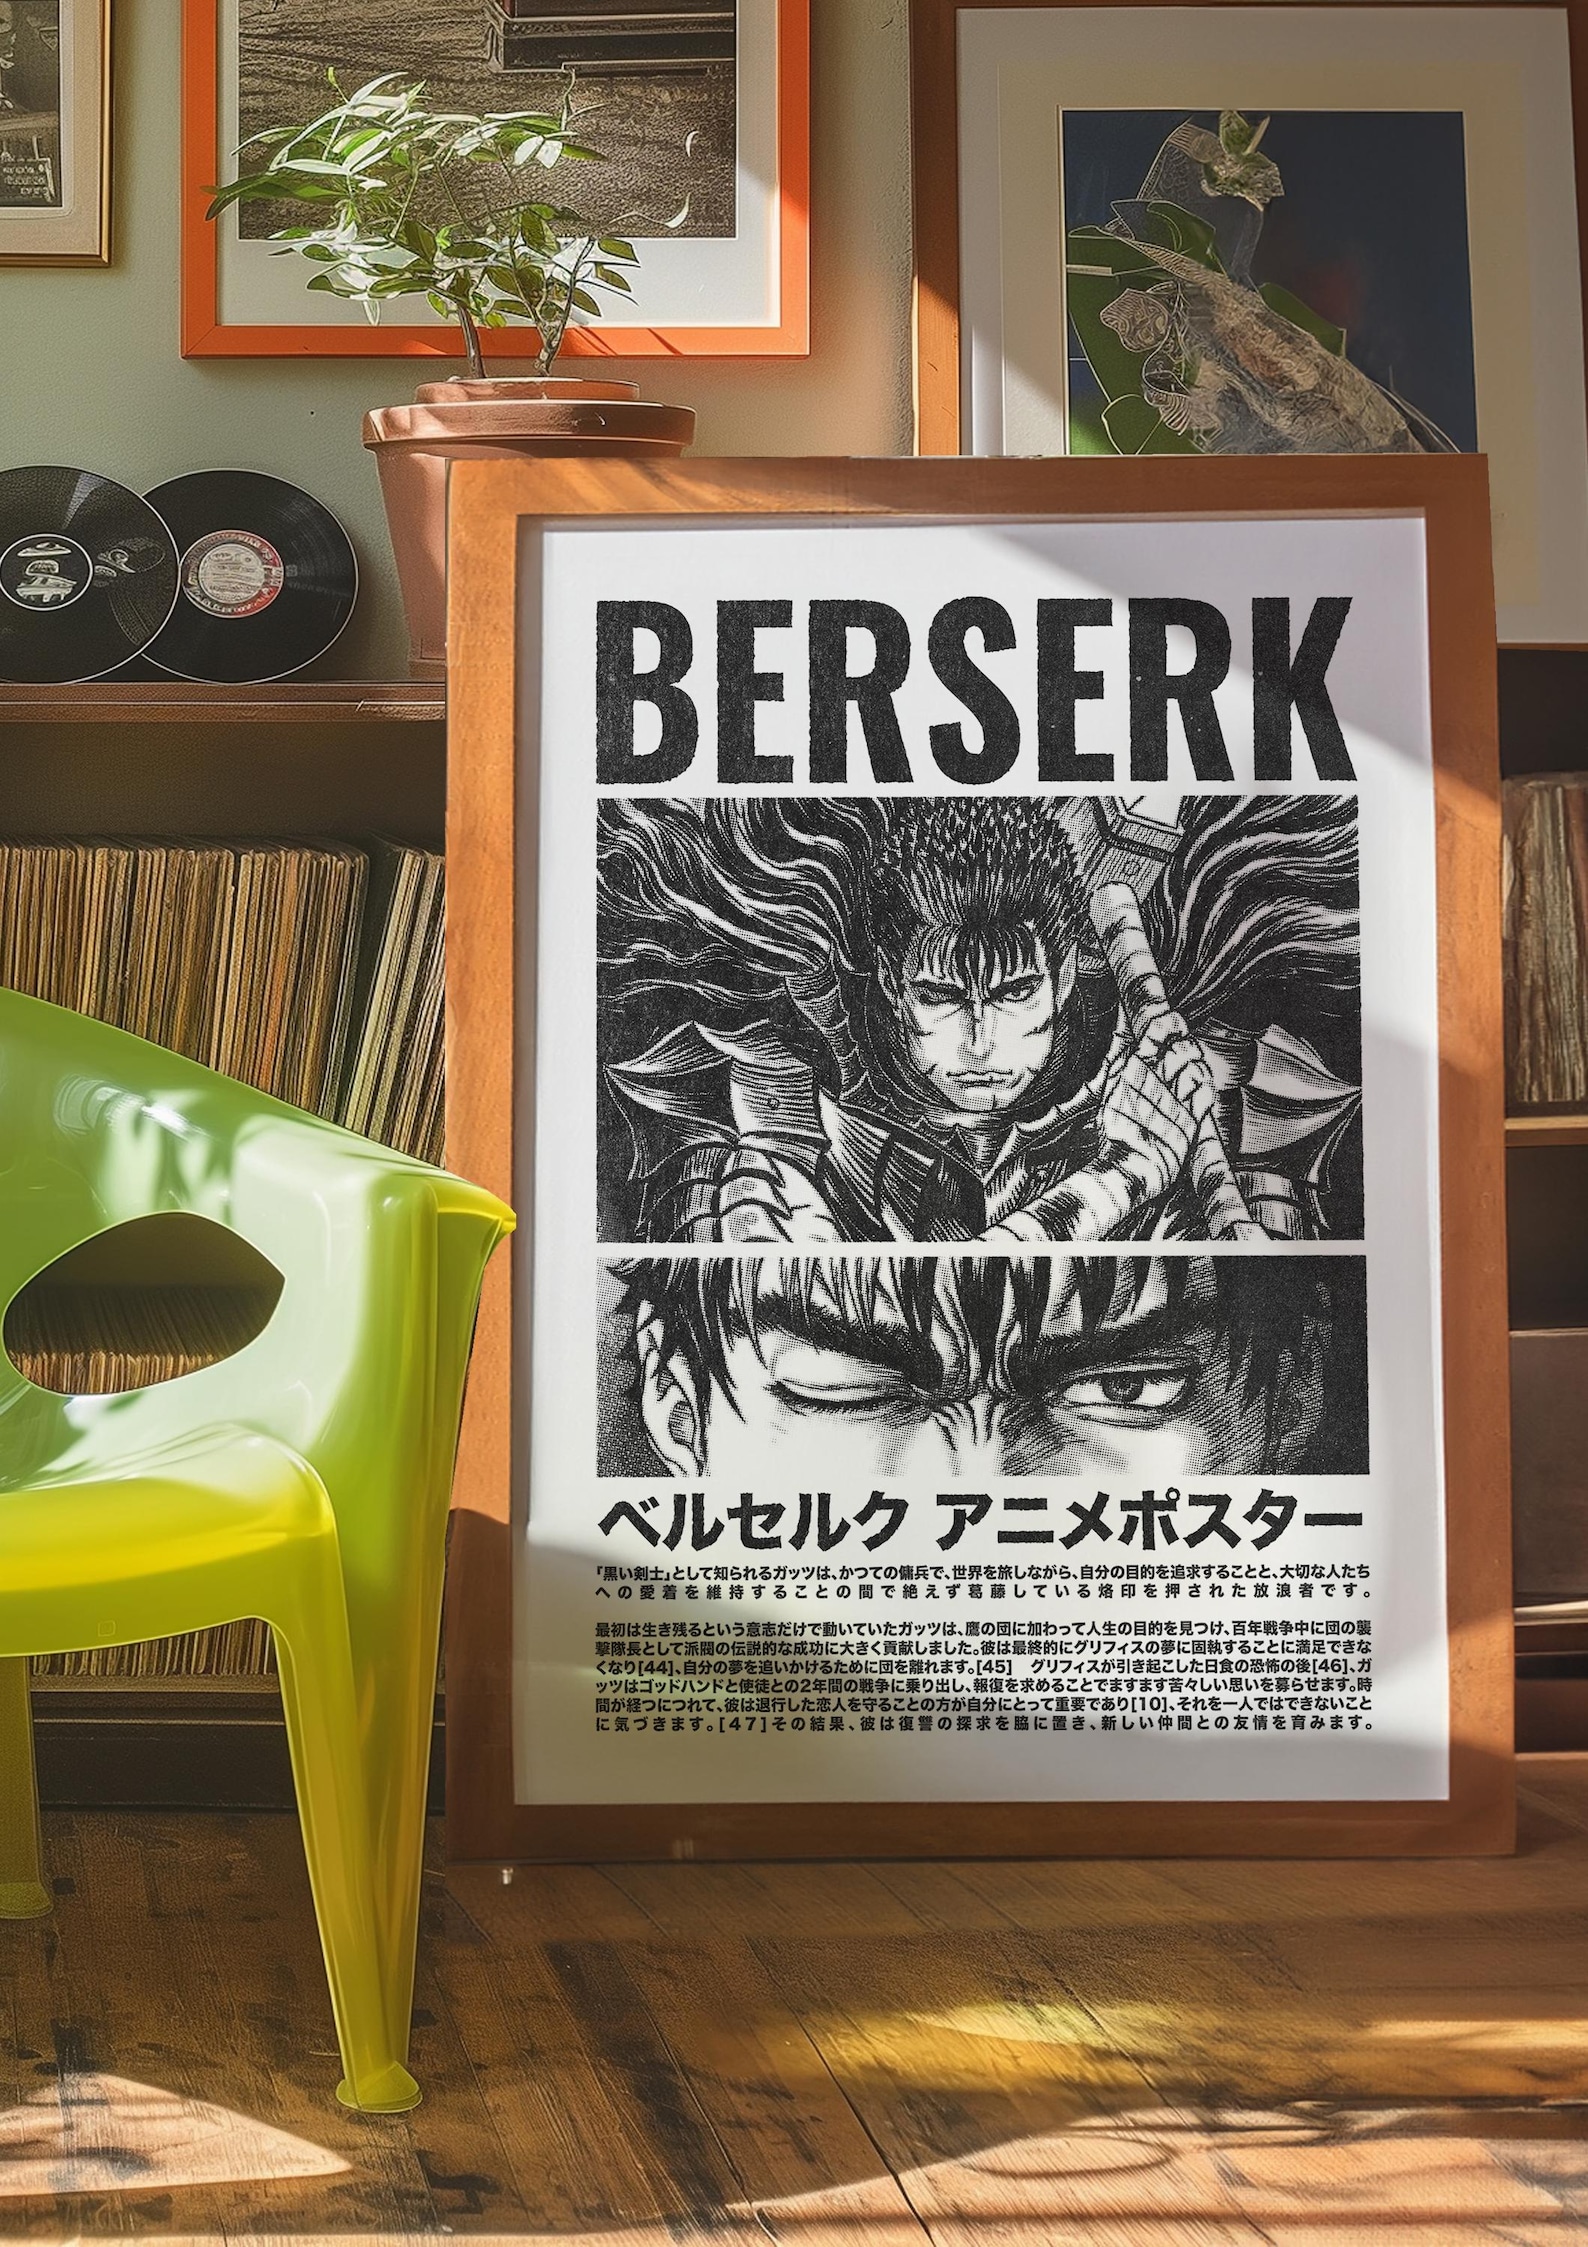 BERSERK
ベルセルク アニメポスター
「黒い剣士」として知られるガッツは、かつての傭兵で、世界を旅しながら、自分の目的を追求することと、大切な人たち
への愛着を維持することの間で絶えず葛藤している烙印を押された放浪者です。
最初は生き残るという意志だけで動いていたガッツは、鷹の団に加わって人生の目的を見つけ、百年戦争中に団の襲
撃隊長として派閥の伝説的な成功に大きく貢献しました。彼は最終的にグリフィスの夢に固執することに満足できな
くなり[44]、自分の夢を追いかけるために団を離れます。[45]　グリフィスが引き起こした日食の恐怖の後[46]、ガ
ッツはゴッドハンドと使徒との2年間の戦争に乗り出し、報復を求めることでますます苦々しい思いを募らせます。時
間が経つにつれて、彼は退行した恋人を守ることの方が自分にとって重要であり[10]、それを一人ではできないこと
に気づきます。[47]その結果、彼は復讐の探求を脇に置き、新しい仲間との友情を育みます。